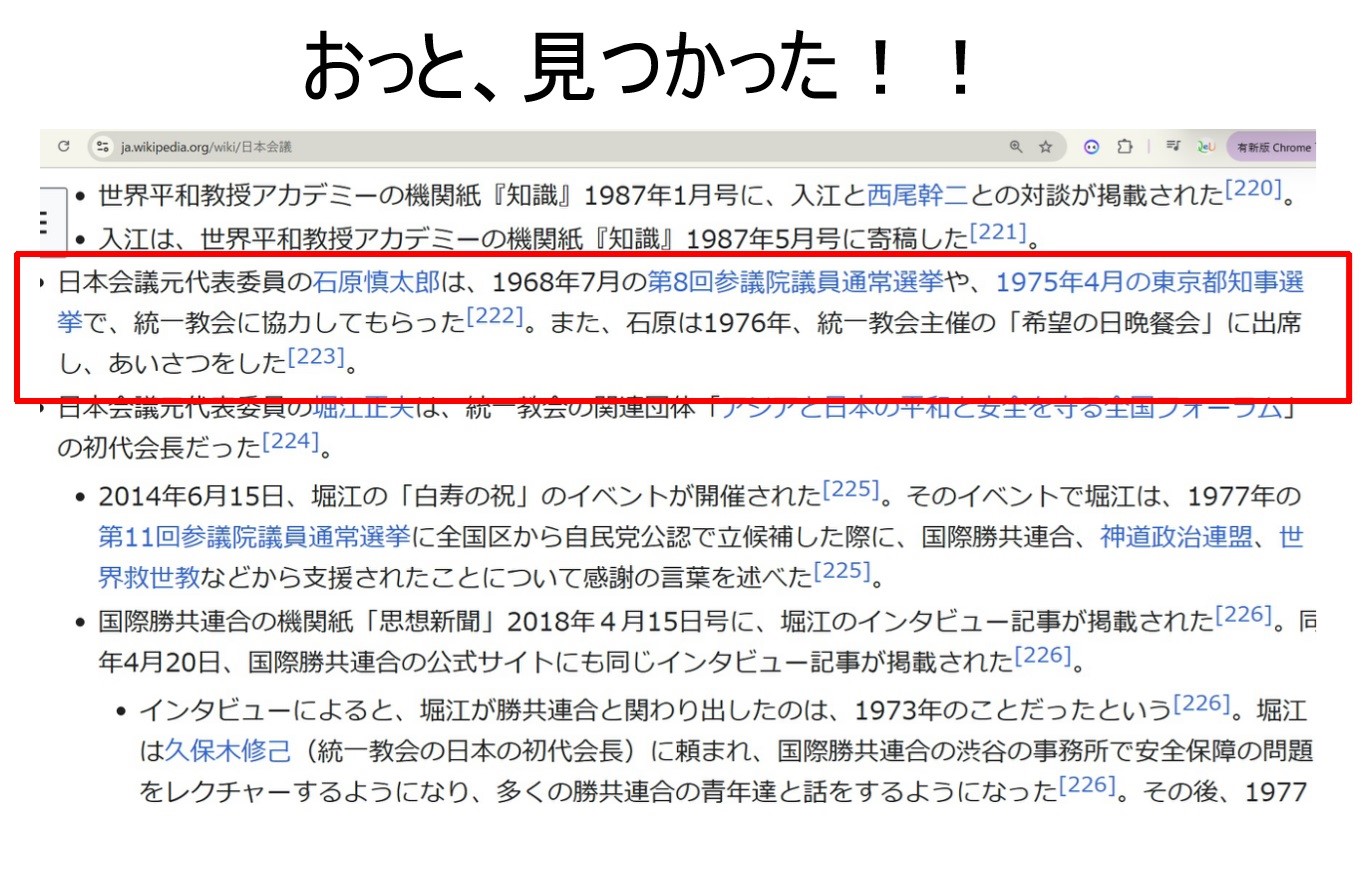 おっと、見つかった！！
ja.wikipedia.org/wiki/日本会議
有新版 Chrome
• 世界平和教授アカデミーの機関紙『知識』1987年1月号に、入江と西尾幹二との対談が掲載された[220]。
• 入江は、世界平和教授アカデミーの機関紙『知識』1987年5月号に寄稿した[221]。
日本会議元代表委員の石原慎太郎は、1968年7月の第8回参議院議員通常選挙や、1975年4月の東京都知事選
挙で、統一教会に協力してもらった[222]。また、石原は1976年、統一教会主催の「希望の日晩餐会」に出席
し、あいさつをした[223]。
日本会議元代表委員の堀江正夫は、統一教会の関連団体「アジアと日本の平和と安全を守る全国フォーラム」
の初代会長だった[224]。
• 2014年6月15日、堀江の「白寿の祝」のイベントが開催された[225]。そのイベントで堀江は、1977年の
第11回参議院議員通常選挙に全国区から自民党公認で立候補した際に、国際勝共連合、神道政治連盟、世
界救世教などから支援されたことについて感謝の言葉を述べた[225]。
• 国際勝共連合の機関紙「思想新聞」2018年４月15日号に、堀江のインタビュー記事が掲載された[226]。同
年4月20日、国際勝共連合の公式サイトにも同じインタビュー記事が掲載された[226]。
• インタビューによると、堀江が勝共連合と関わり出したのは、1973年のことだったという[226]。堀江
は久保木修己（統一教会の日本の初代会長）に頼まれ、国際勝共連合の渋谷の事務所で安全保障の問題
をレクチャーするようになり、多くの勝共連合の青年達と話をするようになった[226]。その後、1977